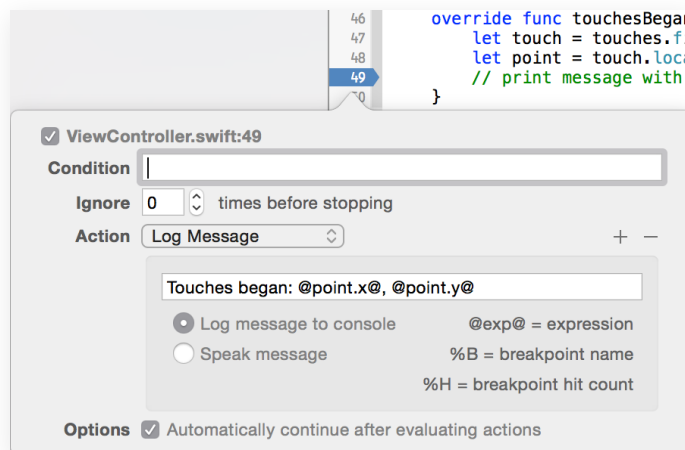 46 override func touchesBegan
47 let touch = touches.f
48 let point = touch.loca
49 // print message with
50 }
ViewController.swift:49
Condition
Ignore 0 times before stopping
Action Log Message + −
Touches began: @point.x@, @point.y@
Log message to console @exp@ = expression
Speak message %B = breakpoint name
%H = breakpoint hit count
Options Automatically continue after evaluating actions